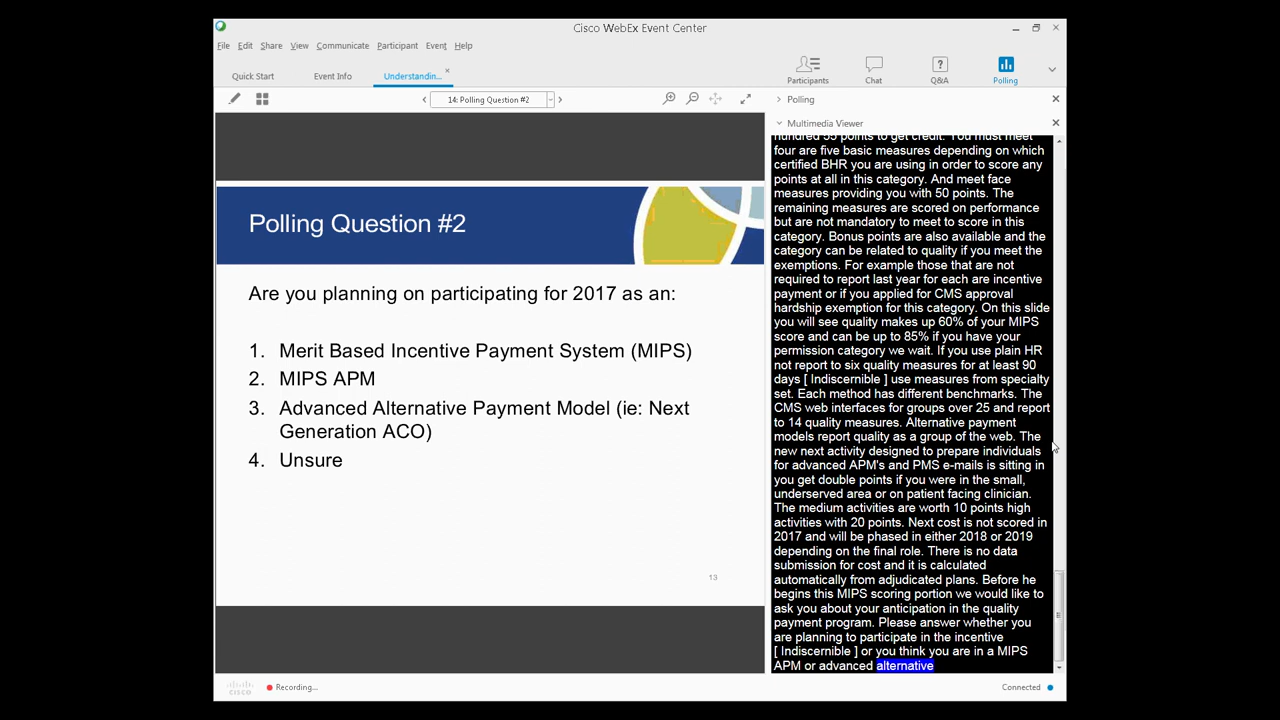 Cisco WebEx Event Center
File Edit Share View Communicate Participant Event Help
Quick Start Event Info Understandin...
Participants Chat Q&A Polling
14: Polling Question #2
Polling
Multimedia Viewer
Polling Question #2
Are you planning on participating for 2017 as an:
1. Merit Based Incentive Payment System (MIPS)
2. MIPS APM
3. Advanced Alternative Payment Model (ie: Next
Generation ACO)
4. Unsure
13
hundred 55 points to get credit. You must meet
four are five basic measures depending on which
certified BHR you are using in order to score any
points at all in this category. And meet face
measures providing you with 50 points. The
remaining measures are scored on performance
but are not mandatory to meet to score in this
category. Bonus points are also available and the
category can be related to quality if you meet the
exemptions. For example those that are not
required to report last year for each are incentive
payment or if you applied for CMS approval
hardship exemption for this category. On this slide
you will see quality makes up 60% of your MIPS
score and can be up to 85% if you have your
permission category we wait. If you use plain HR
not report to six quality measures for at least 90
days [ Indiscernible ] use measures from specialty
set. Each method has different benchmarks. The
CMS web interfaces for groups over 25 and report
to 14 quality measures. Alternative payment
models report quality as a group of the web. The
new next activity designed to prepare individuals
for advanced APM's and PMS e-mails is sitting in
you get double points if you were in the small,
underserved area or on patient facing clinician.
The medium activities are worth 10 points high
activities with 20 points. Next cost is not scored in
2017 and will be phased in either 2018 or 2019
depending on the final role. There is no data
submission for cost and it is calculated
automatically from adjudicated plans. Before he
begins this MIPS scoring portion we would like to
ask you about your anticipation in the quality
payment program. Please answer whether you
are planning to participate in the incentive
[ Indiscernible ] or you think you are in a MIPS
APM or advanced alternative
cisco Recording... Connected